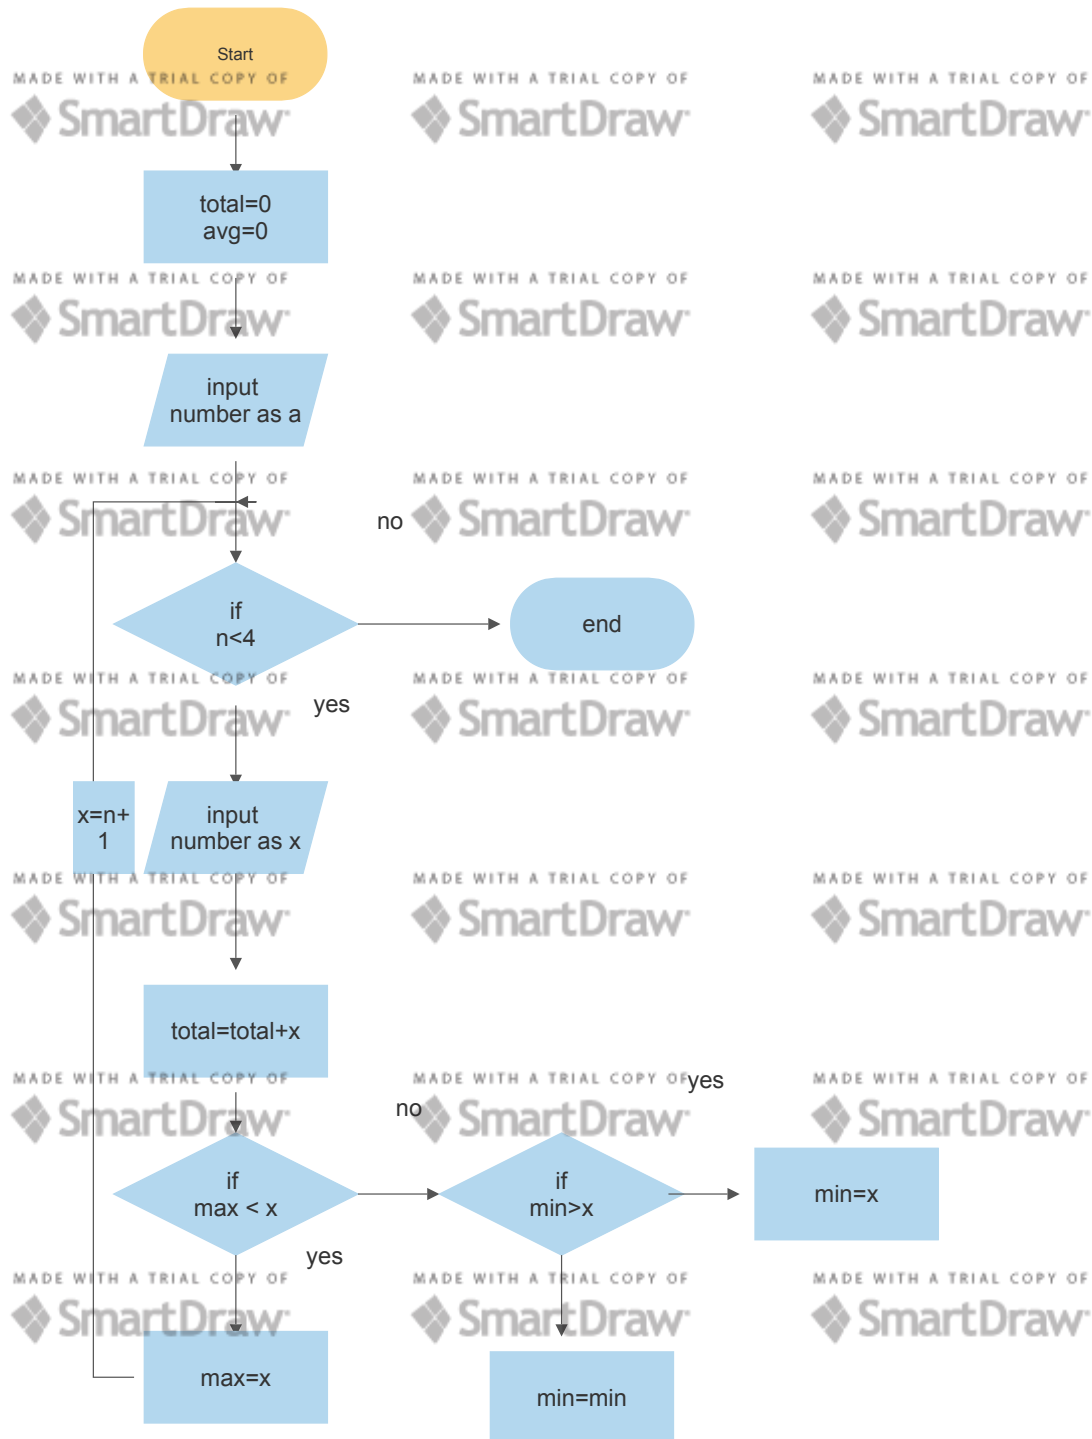 Start
MADE WITH A TRIAL COPY OF
MADE WITH A TRIAL COPY OF
MADE WITH A TRIAL COPY OF
SmartDraw
SmartDraw
SmartDraw
total=0
avg=0
MADE WITH A TRIAL COPY OF
MADE WITH A TRIAL COPY OF
MADE WITH A TRIAL COPY OF
SmartDraw
SmartDraw
SmartDraw
input
number as a
MADE WITH A TRIAL COPY OF
MADE WITH A TRIAL COPY OF
MADE WITH A TRIAL COPY OF
SmartDraw
no
SmartDraw
SmartDraw
if
n<4
end
MADE WITH A TRIAL COPY OF
MADE WITH A TRIAL COPY OF
MADE WITH A TRIAL COPY OF
yes
SmartDraw
SmartDraw
SmartDraw
x=n+
1
input
number as x
MADE WITH A TRIAL COPY OF
MADE WITH A TRIAL COPY OF
MADE WITH A TRIAL COPY OF
SmartDraw
SmartDraw
SmartDraw
total=total+x
MADE WITH A TRIAL COPY OF
MADE WITH A TRIAL COPY OF
yes
MADE WITH A TRIAL COPY OF
no
SmartDraw
SmartDraw
SmartDraw
if
max < x
if
min>x
min=x
yes
MADE WITH A TRIAL COPY OF
MADE WITH A TRIAL COPY OF
MADE WITH A TRIAL COPY OF
SmartDraw
SmartDraw
SmartDraw
max=x
min=min